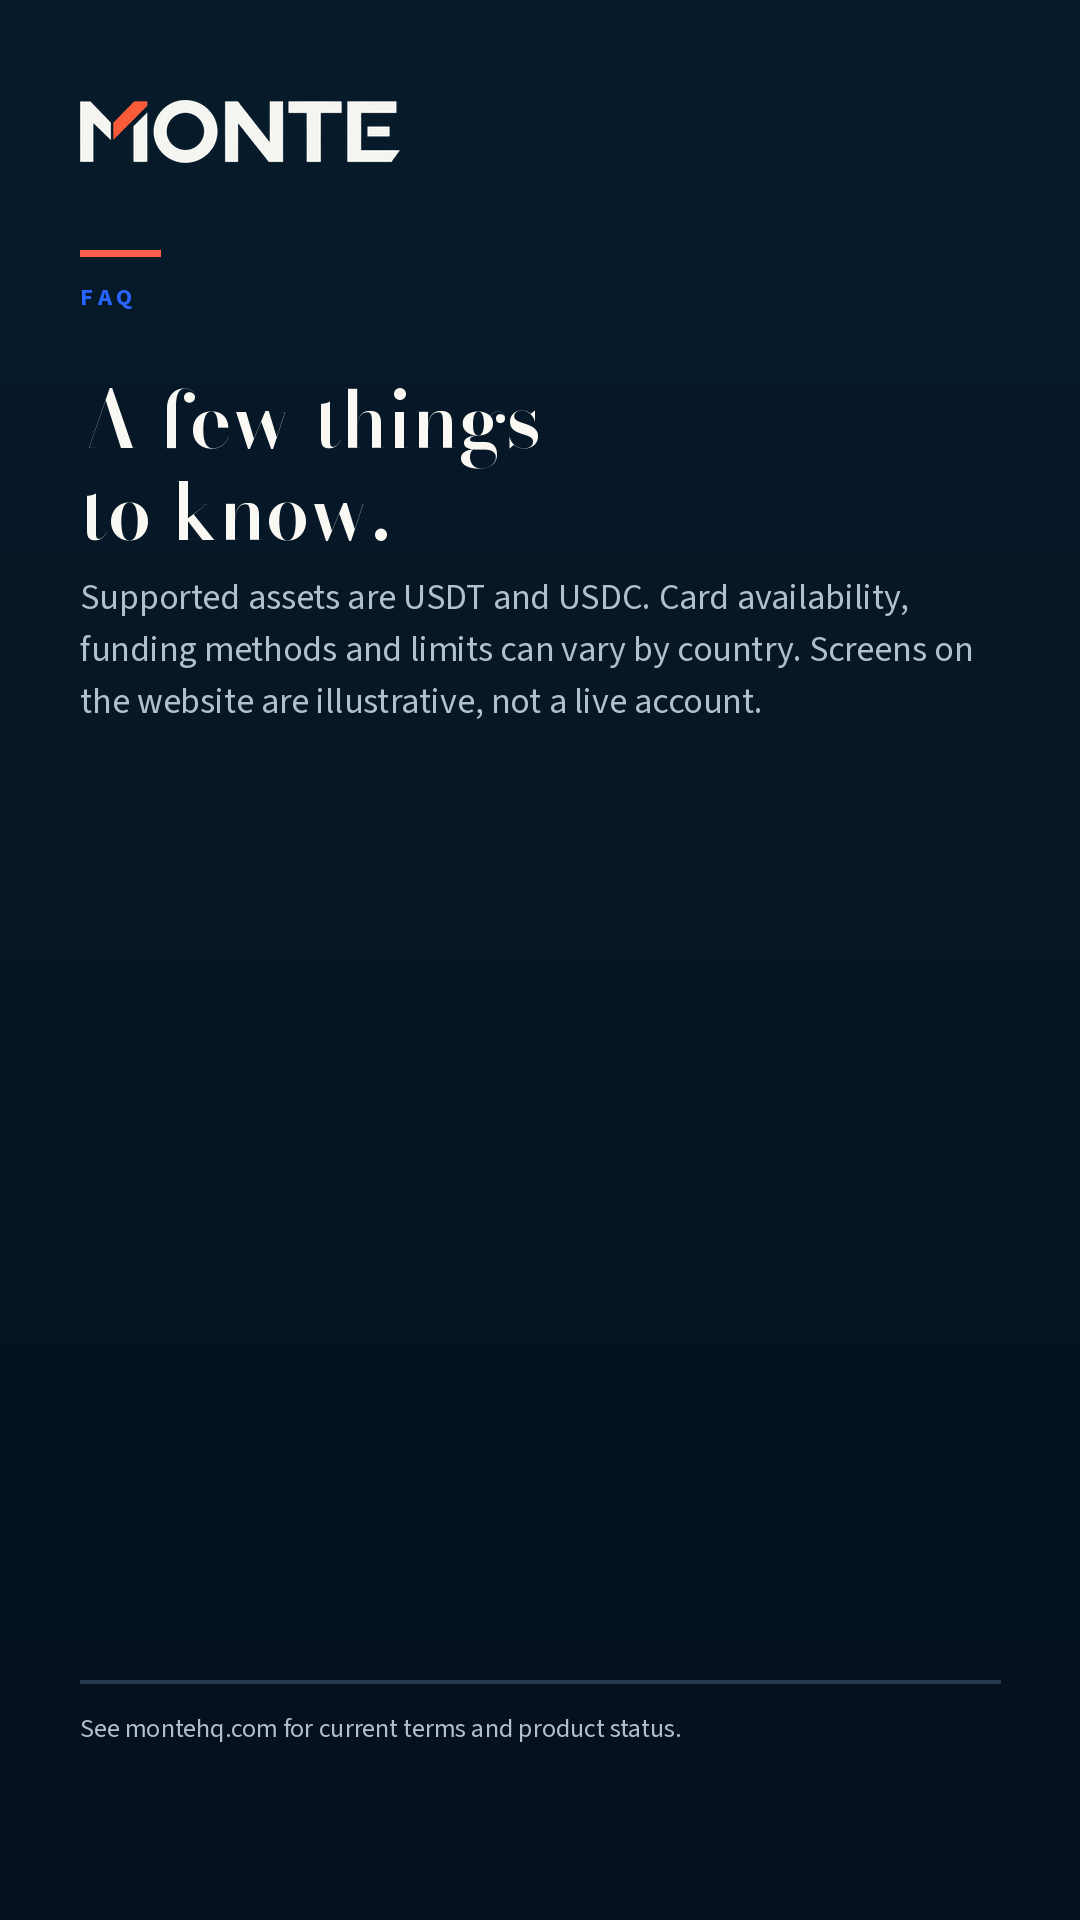 MONTE
FAQ
A few things
to know.
Supported assets are USDT and USDC. Card availability,
funding methods and limits can vary by country. Screens on
the website are illustrative, not a live account.
See montehq.com for current terms and product status.